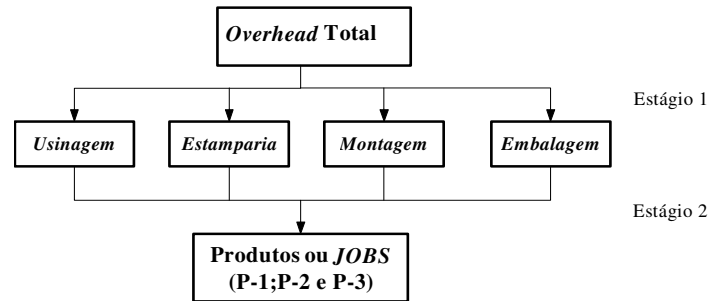 Overhead Total
Estágio 1
Usinagem
Estamparia
Montagem
Embalagem
Estágio 2
Produtos ou JOBS
(P-1;P-2 e P-3)